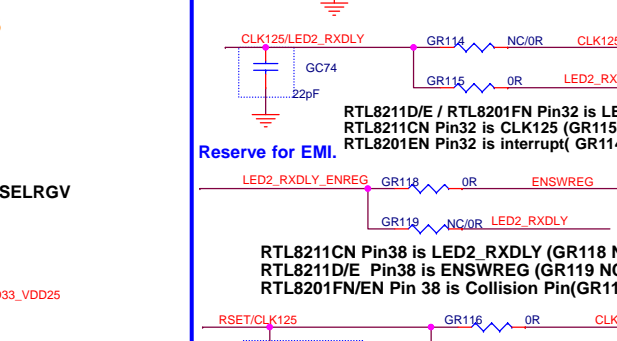 CLK125/LED2_RXDLY GR114 NC/0R CLK125
GC74
GR115 0R LED2_RX
22pF
RTL8211D/E / RTL8201FN Pin32 is LE
RTL8211CN Pin32 is CLK125 (GR115
RTL8201EN Pin32 is interrupt( GR114
Reserve for EMI.
LED2_RXDLY_ENREG GR118 0R ENSWREG
SELRGV
GR119 NC/0R LED2_RXDLY
RTL8211CN Pin38 is LED2_RXDLY (GR118 N
RTL8211D/E Pin38 is ENSWREG (GR119 NC
RTL8201FN/EN Pin 38 is Collision Pin(GR11
033_VDD25
RSET/CLK125 GR116 0R CLK